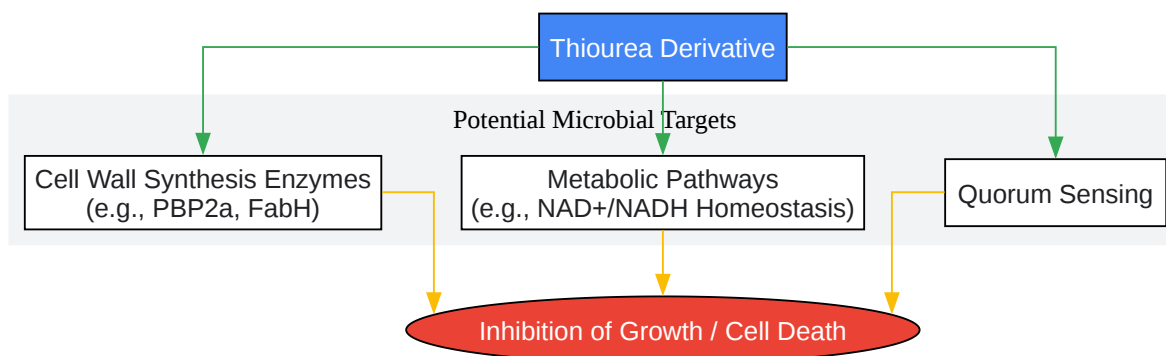 Thiourea Derivative
Potential Microbial Targets
Cell Wall Synthesis Enzymes
(e.g., PBP2a, FabH)
Metabolic Pathways
(e.g., NAD+/NADH Homeostasis)
Quorum Sensing
Inhibition of Growth / Cell Death